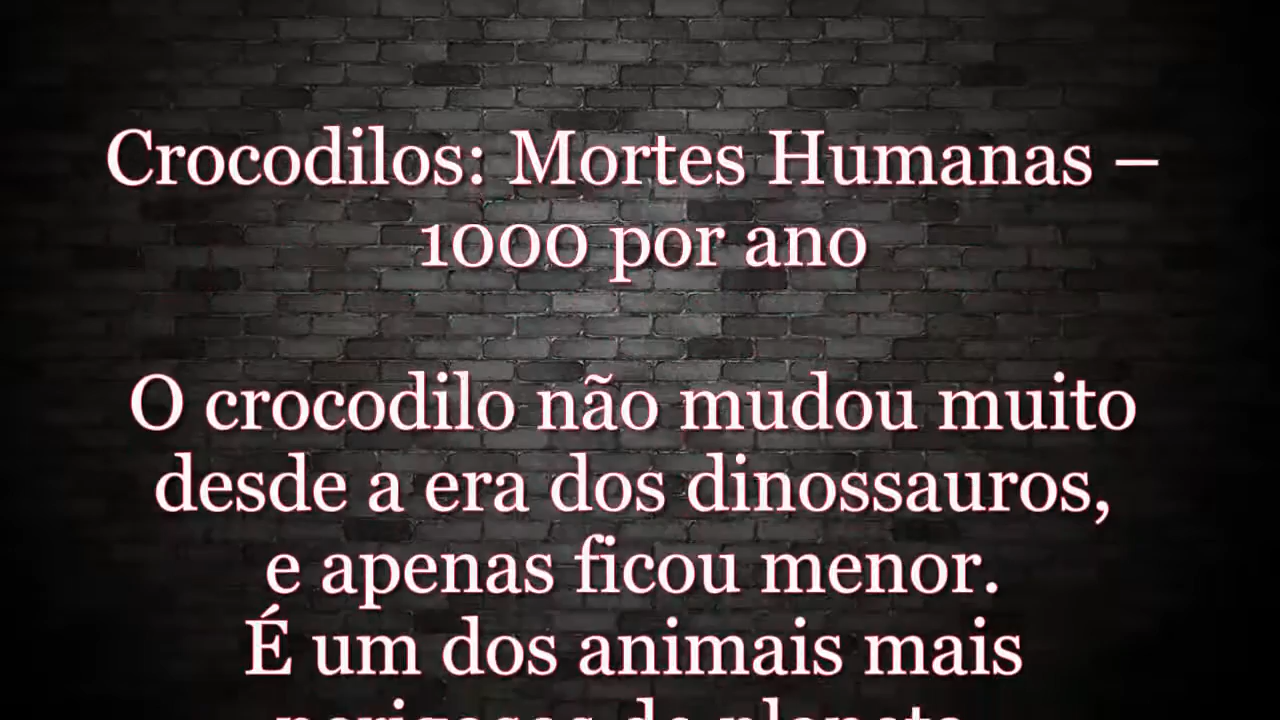 Crocodilos: Mortes Humanas –
1000 por ano
O crocodilo não mudou muito
desde a era dos dinossauros,
e apenas ficou menor.
É um dos animais mais
perigosos do planeta